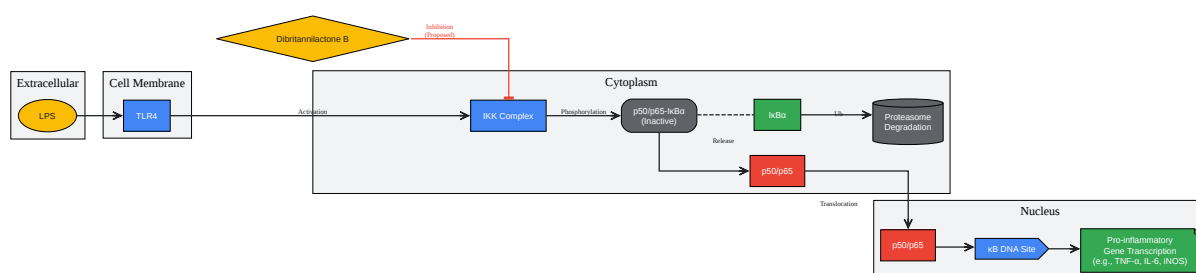 Dibritannilactone B
Inhibition
(Proposed)
Extracellular
LPS
Cell Membrane
TLR4
Activation
Cytoplasm
IKK Complex
Phosphorylation
p50/p65-IκBα
(Inactive)
Release
IκBα
Ub
Proteasome
Degradation
p50/p65
Translocation
Nucleus
p50/p65
κB DNA Site
Pro-inflammatory
Gene Transcription
(e.g., TNF-α, IL-6, iNOS)